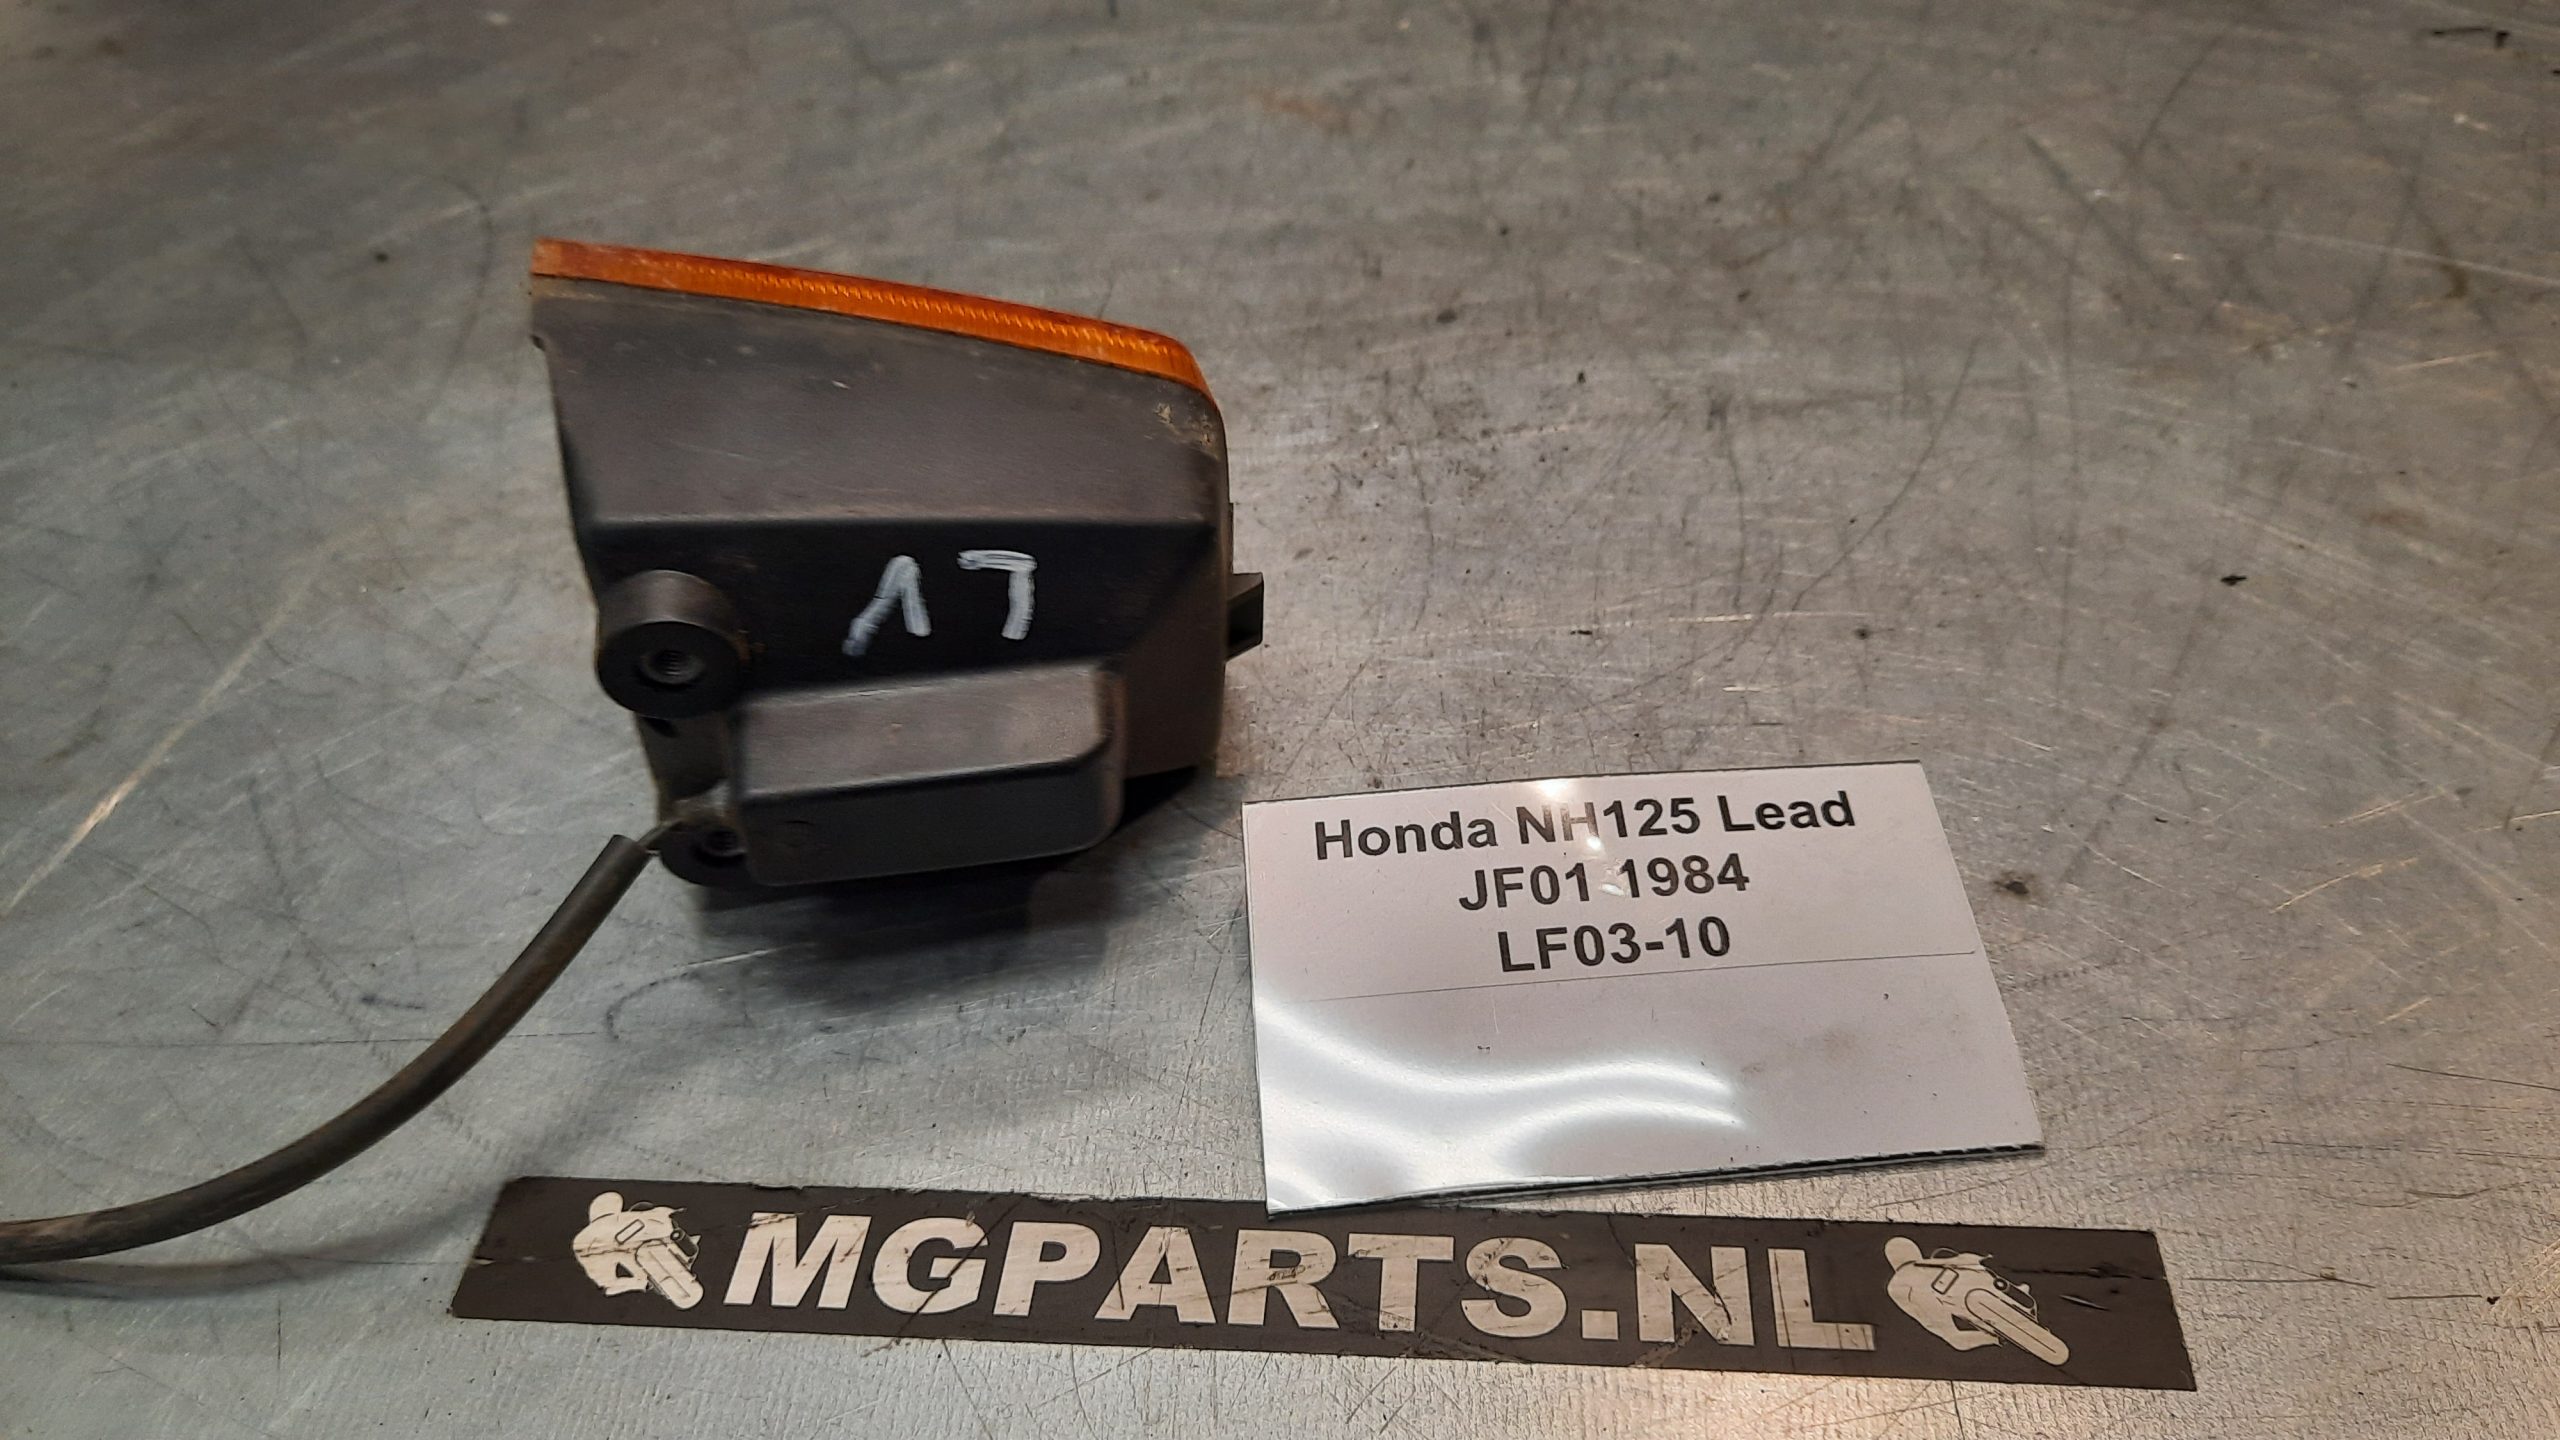 LV
Honda NH125 Lead
JF01 1984
LF03-10
MGPARTS.NL